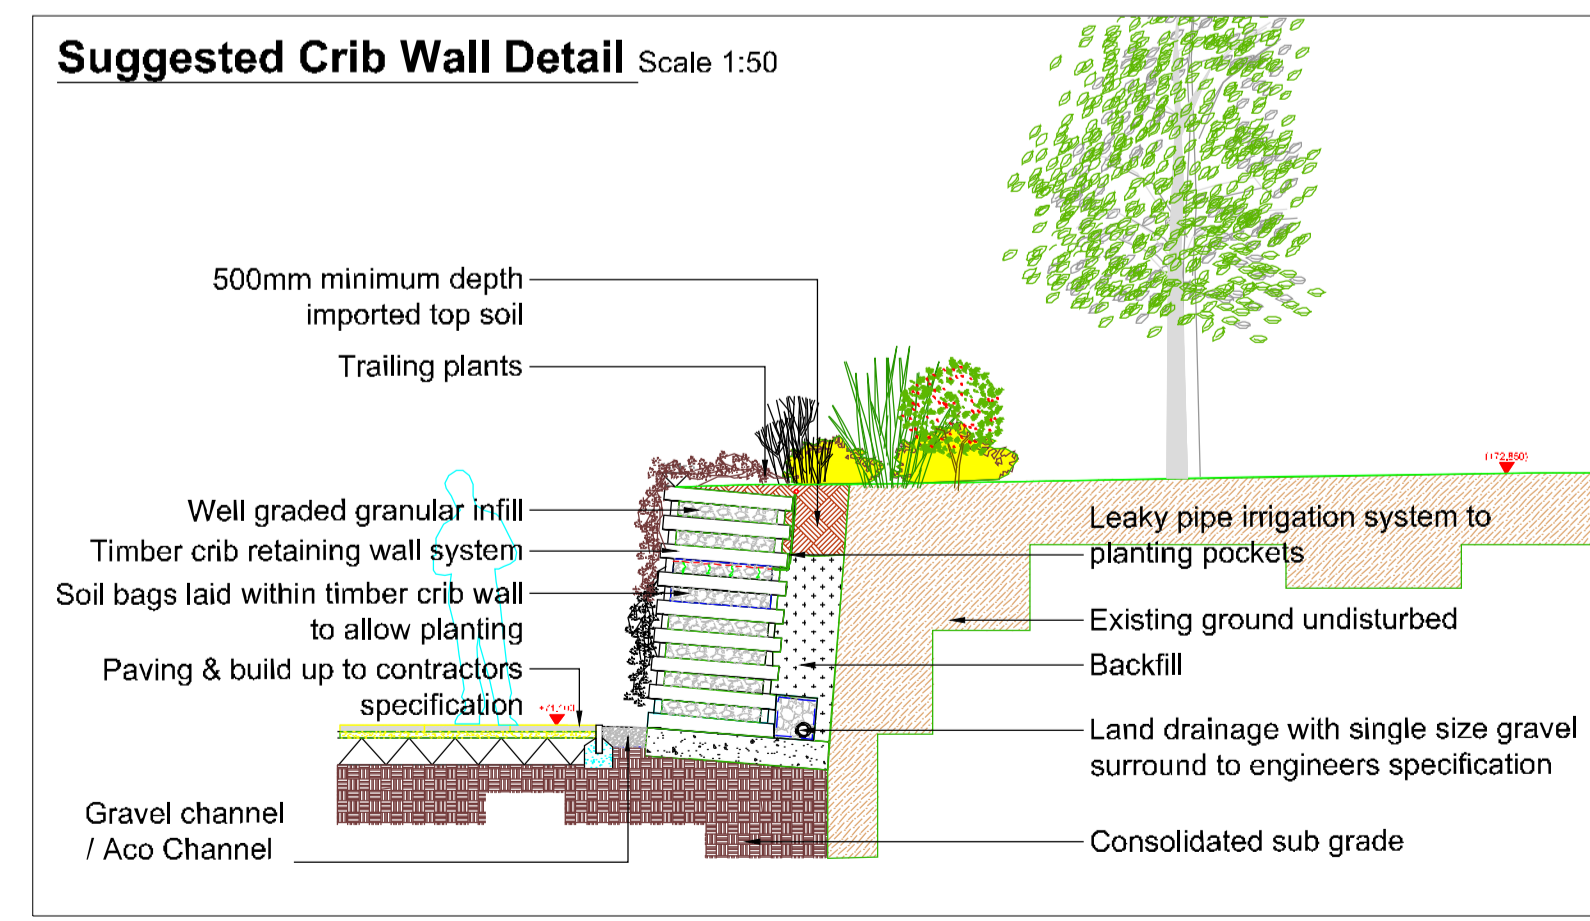 Suggested Crib Wall Detail Scale 1:50
500mm minimum depth
imported top soil
Trailing plants
Well graded granular infill
Timber crib retaining wall system
Soil bags laid within timber crib wall
to allow planting
Paving & build up to contractors
specification
Gravel channel
/ Aco Channel
Leaky pipe irrigation system to
planting pockets
Existing ground undisturbed
Backfill
Land drainage with single size gravel
surround to engineers specification
Consolidated sub grade